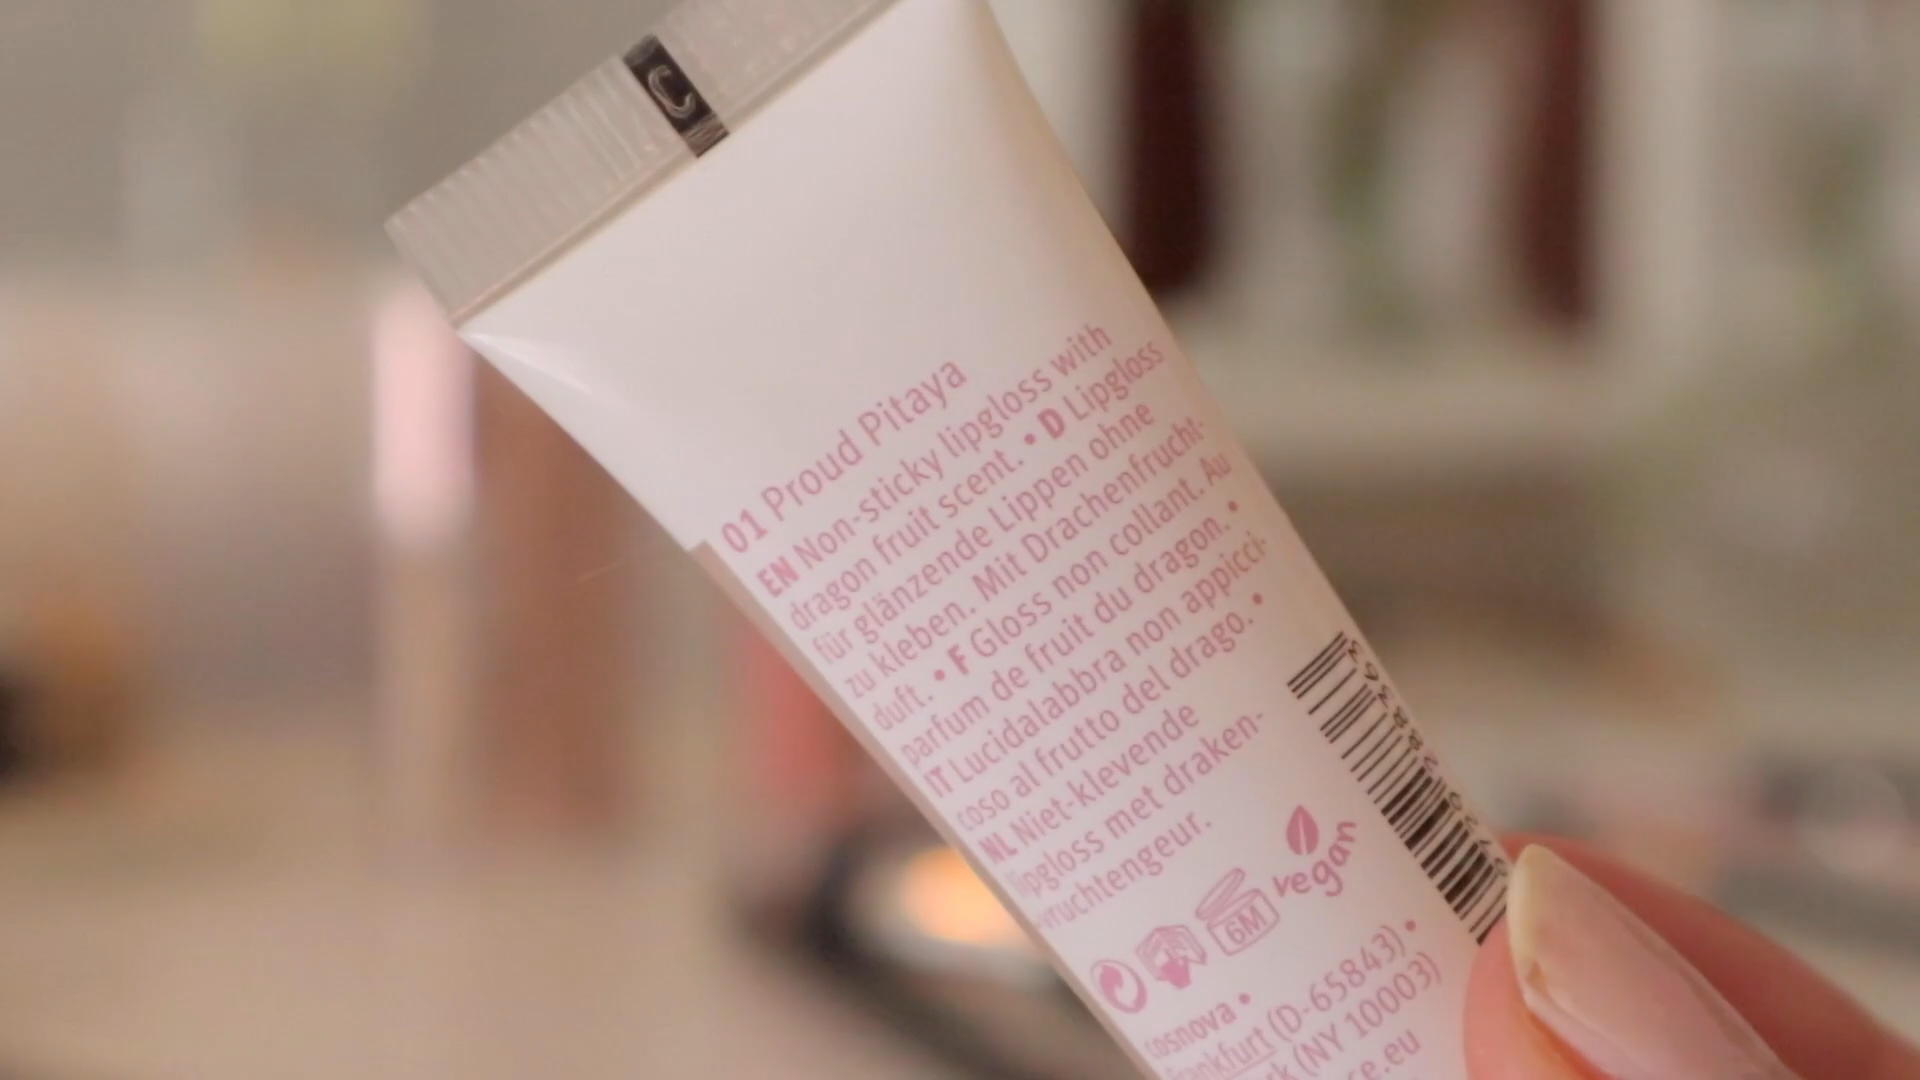 C
01 Proud Pitaya
EN Non-sticky lipgloss with
dragon fruit scent. • D Lipgloss
für glänzende Lippen ohne
zu kleben. Mit Drachenfrucht-
duft. • F Gloss non collant. Au
parfum de fruit du dragon. •
IT Lucidalabbra non appicci-
coso al frutto del drago. •
NL Niet-klevende
lipgloss met draken-
vruchtengeur.
vegan
6M
cosnova •
Frankfurt (D-65843) •
(NY 10003)